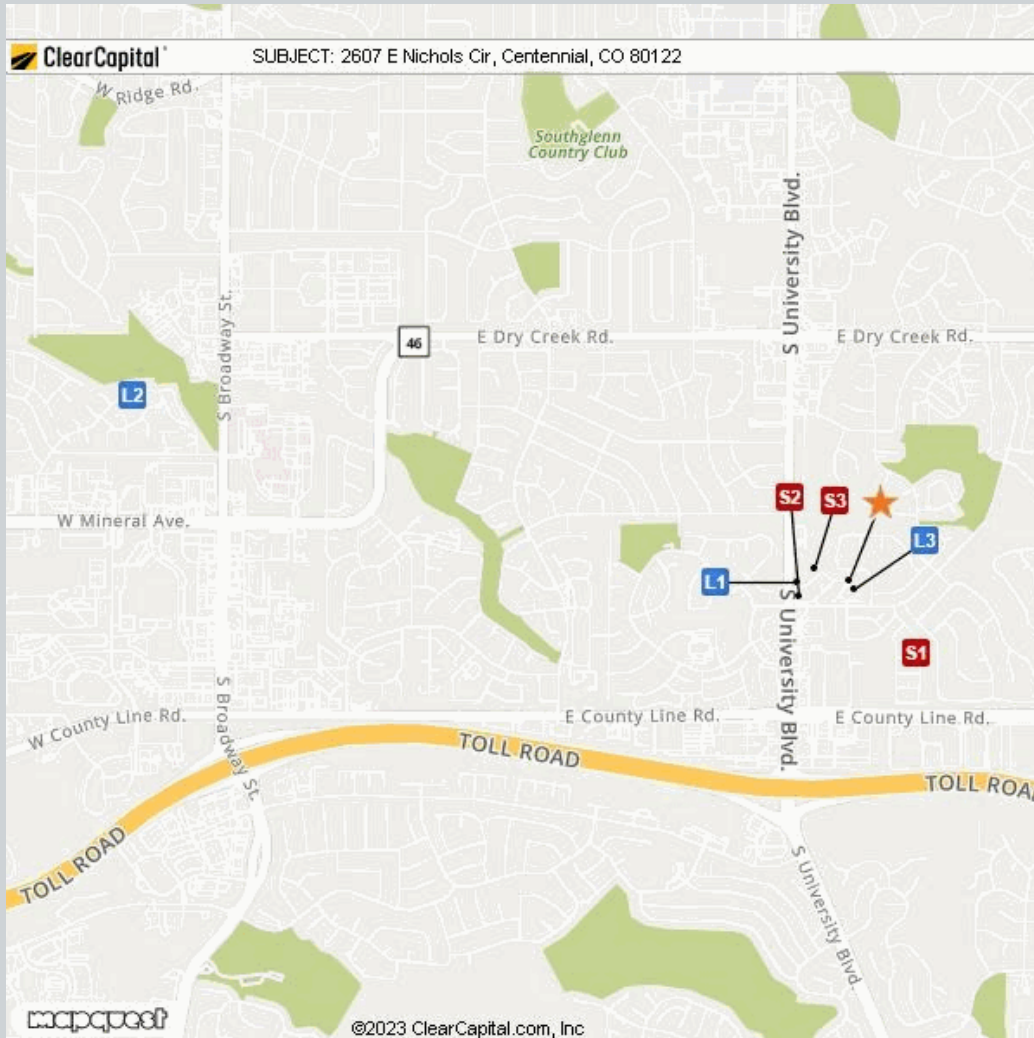 ClearCapital
SUBJECT: 2607 E Nichols Cir, Centennial, CO 80122
W Ridge Rd.
Southglenn
Country Club
S University Blvd.
S Broadway St.
46
E Dry Creek Rd.
E Dry Creek Rd.
L2
S2
S3
W Mineral Ave.
L3
L1
S University Blvd.
S1
S Broadway St.
W County Line Rd.
E County Line Rd.
E County Line Rd.
TOLL ROAD
TOLL ROA
TOLL ROAD
S University Blvd.
mapquest
©2023 ClearCapital.com, Inc